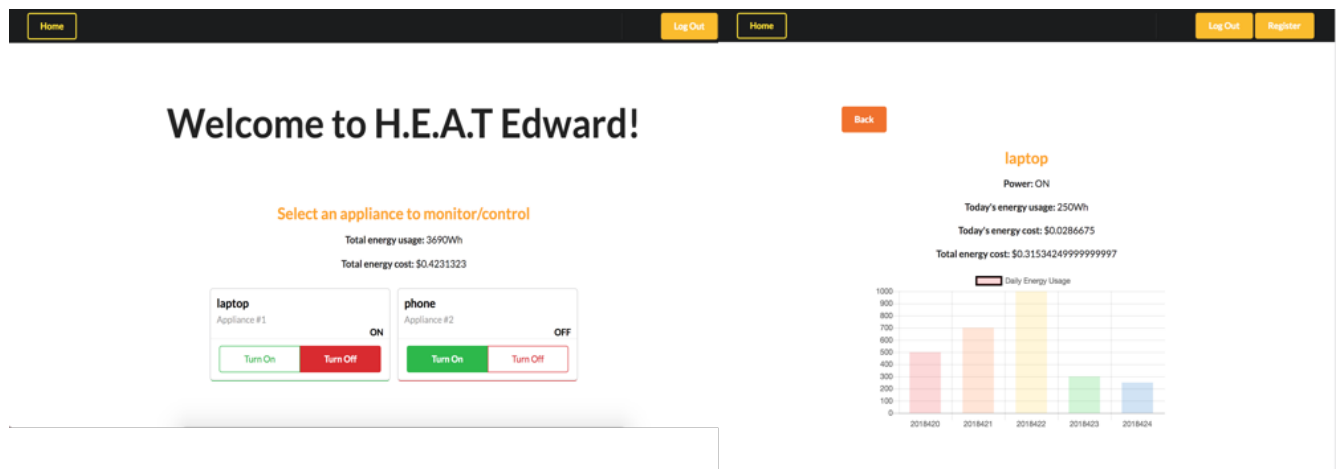 Home
Log Out
Welcome to H.E.A.T Edward!
Select an appliance to monitor/control
Total energy usage: 3690Wh
Total energy cost: $0.4231323
laptop
Appliance #1
ON
Turn On Turn Off
phone
Appliance #2
OFF
Turn On Turn Off
Home
Log Out Register
Back
laptop
Power: ON
Today's energy usage: 250Wh
Today's energy cost: $0.0286675
Total energy cost: $0.31534249999999997
Daily Energy Usage
1000
900
800
700
600
500
400
300
200
100
0
2018420 2018421 2018422 2018423 2018424